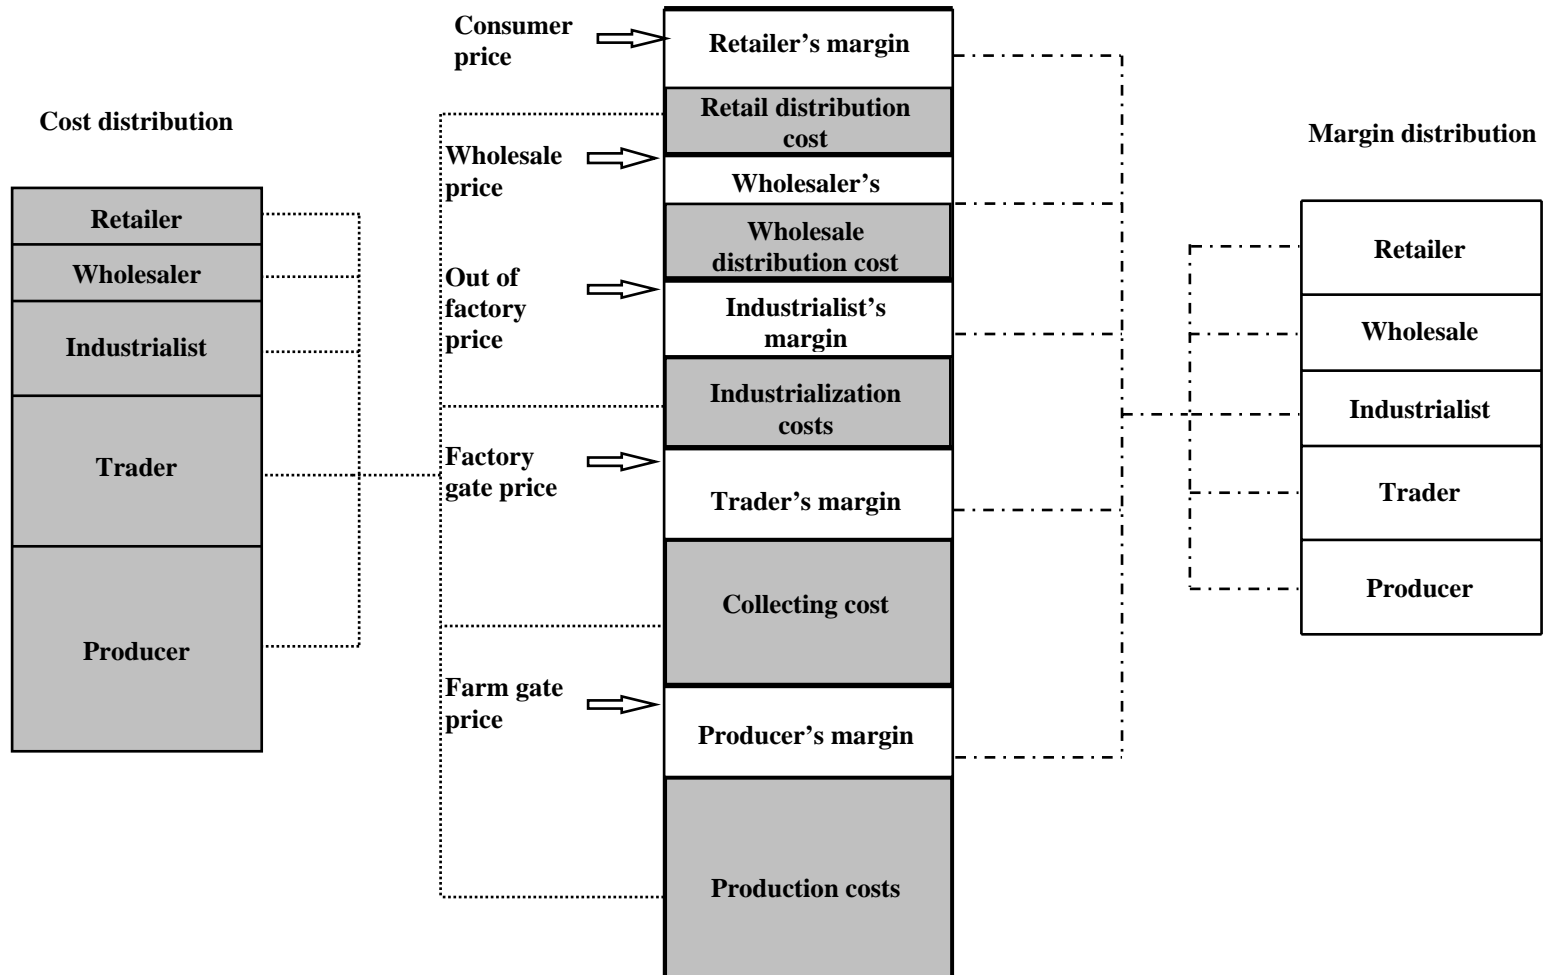 Cost distribution
Retailer
Wholesaler
Industrialist
Trader
Producer
Consumer
price
Wholesale
price
Out of
factory
price
Factory
gate price
Farm gate
price
Retailer’s margin
Retail distribution
cost
Wholesaler’s
Wholesale
distribution cost
Industrialist’s
margin
Industrialization
costs
Trader’s margin
Collecting cost
Producer’s margin
Production costs
Margin distribution
Retailer
Wholesale
Industrialist
Trader
Producer